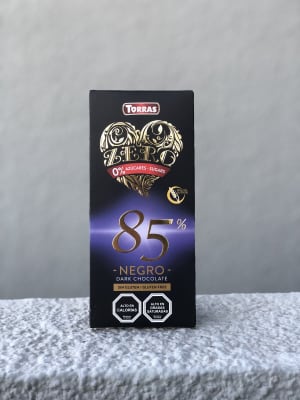 TORRAS
ZERO
0% AZÚCARES - SUGARS
85%
- NEGRO -
DARK CHOCOLATE
SIN GLUTEN / GLUTEN FREE
ALTO EN CALORÍAS
ALTO EN GRASAS SATURADAS